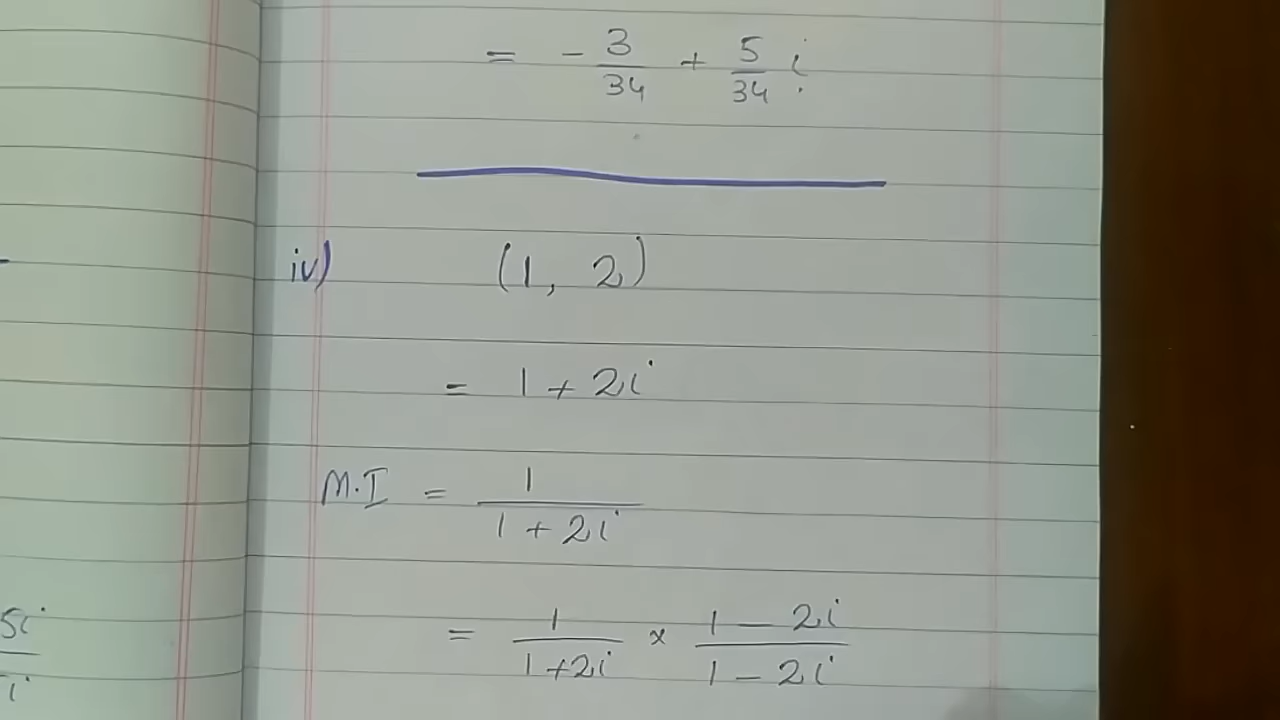 = - 3/34 + 5/34 i
iv) (1, 2)
= 1 + 2i
M.I = 1/(1 + 2i)
= 1/(1+2i) × (1 - 2i)/(1 - 2i)
5i